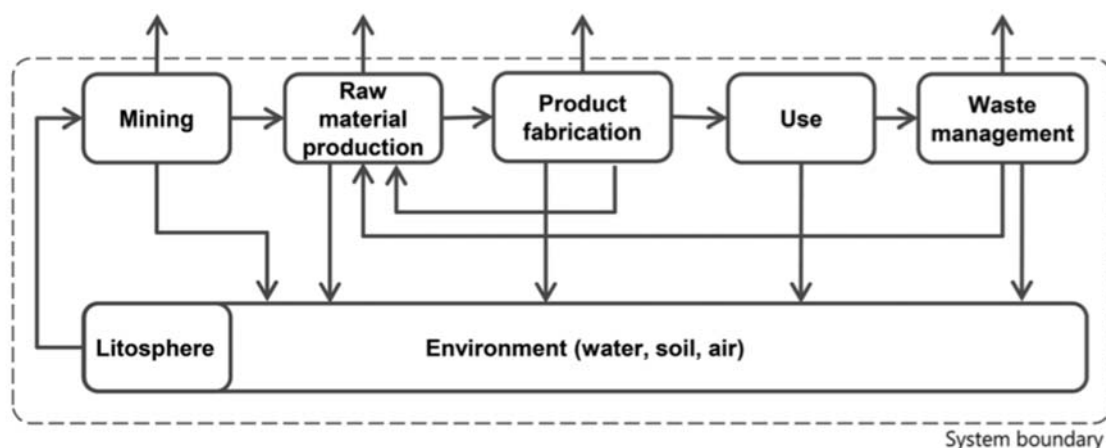 Mining
Raw
material
production
Product
fabrication
Use
Waste
management
Litosphere
Environment (water, soil, air)
System boundary